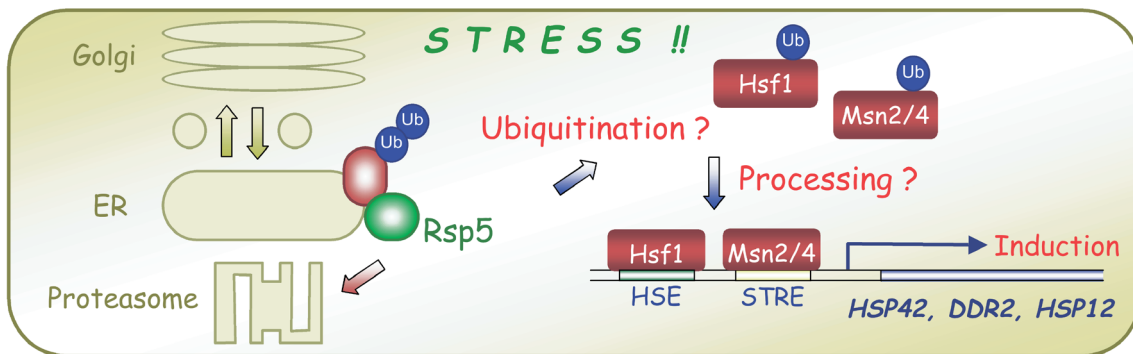 Golgi
S T R E S S !!
Ub
Hsf1
Ub
Msn2/4
Ub
Ub
Ubiquitination ?
Processing ?
ER
Rsp5
Hsf1
Msn2/4
Induction
Proteasome
HSE
STRE
HSP42, DDR2, HSP12